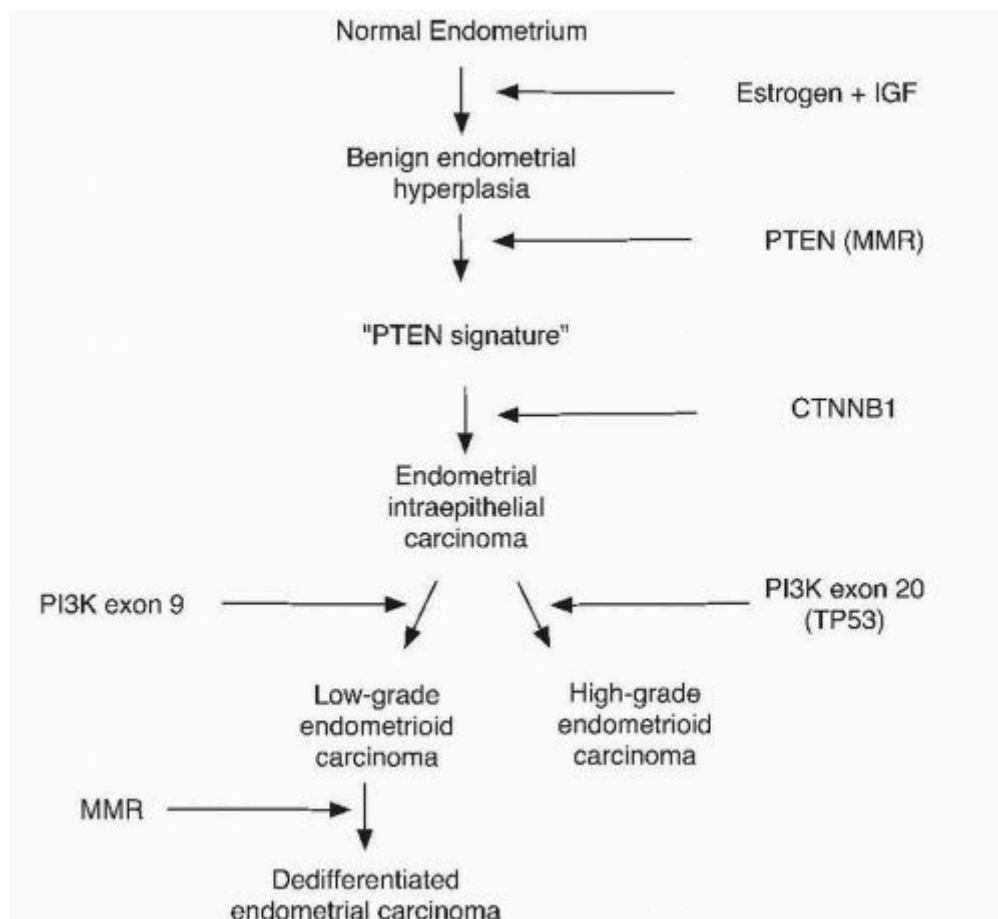 Normal Endometrium
Estrogen + IGF
Benign endometrial
hyperplasia
PTEN (MMR)
"PTEN signature"
CTNNB1
Endometrial
intraepithelial
carcinoma
PI3K exon 9
PI3K exon 20
(TP53)
Low-grade
endometrioid
carcinoma
High-grade
endometrioid
carcinoma
MMR
Dedifferentiated
endometrial carcinoma